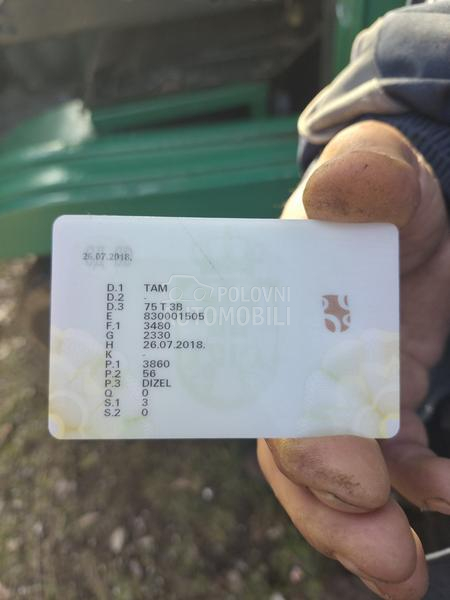 26.07.2018.
D.1 TAM
D.2 -
D.3 75 T 3B
E 830001505
F.1 3480
G 2330
H 26.07.2018.
K -
P.1 3860
P.2 56
P.3 DIZEL
Q 0
S.1 3
S.2 0
POLOVNI
AUTOMOBILI